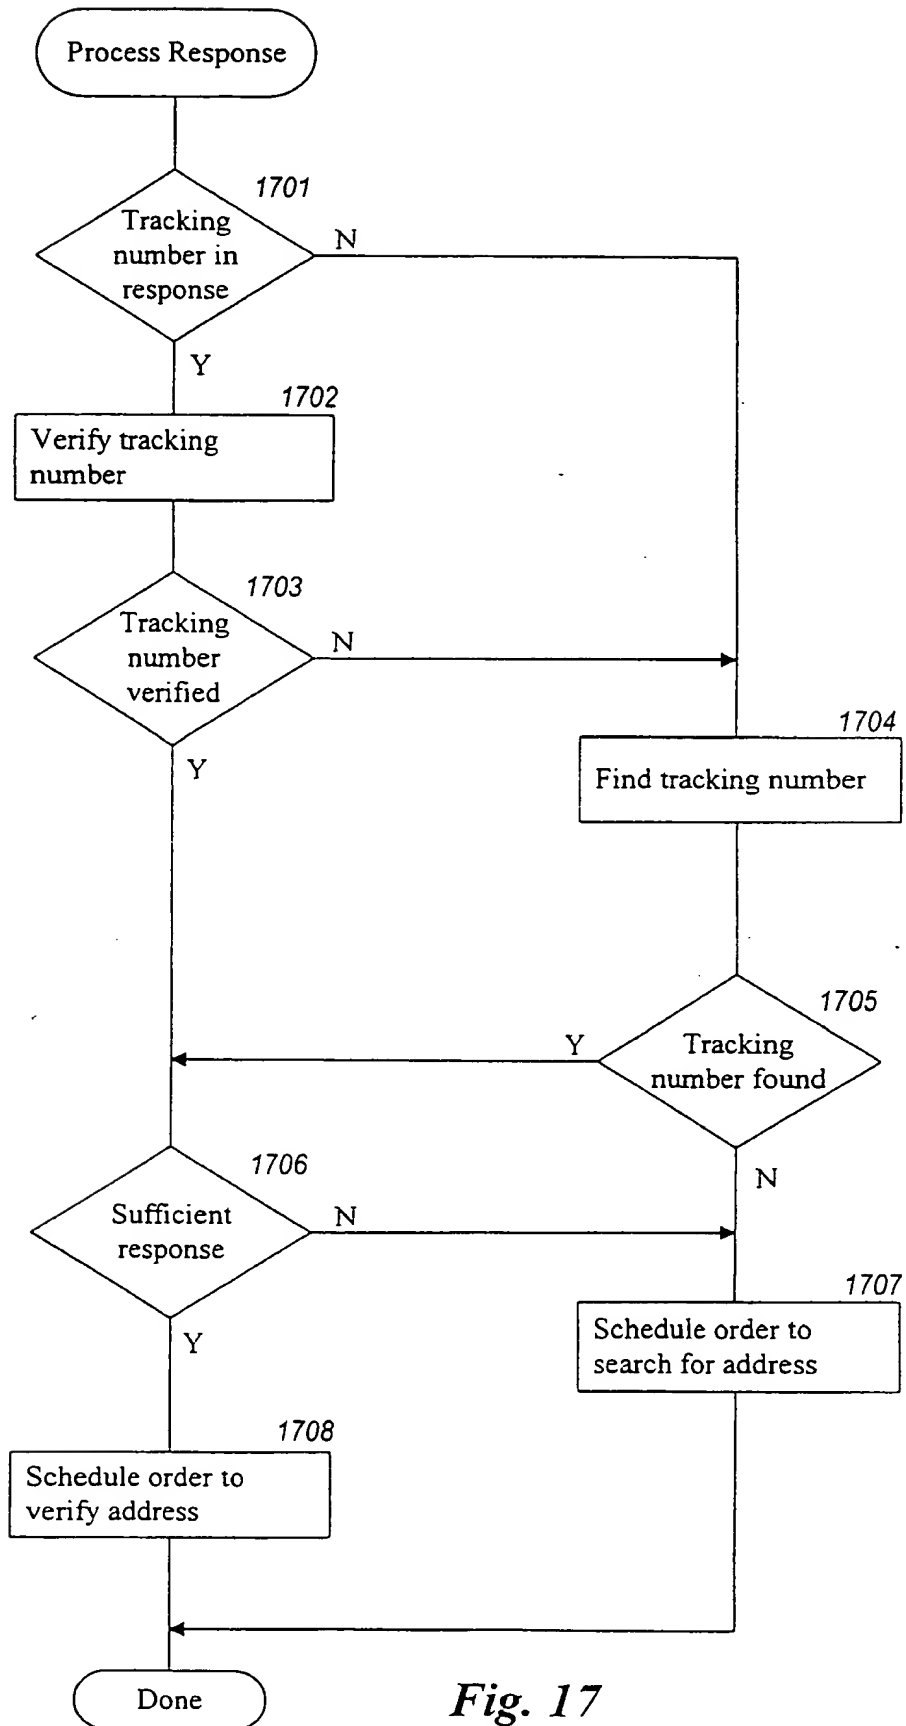 Process Response
1701
Tracking
number in
response
N
Y
1702
Verify tracking
number
1703
Tracking
number
verified
N
Y
1704
Find tracking number
1705
Tracking
number found
Y
N
1706
Sufficient
response
N
Y
1707
Schedule order to
search for address
1708
Schedule order to
verify address
Done
Fig. 17